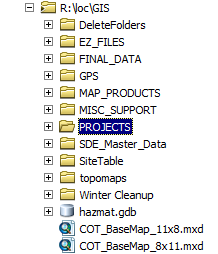 R:\loc\GIS
DeleteFolders
EZ_FILES
FINAL_DATA
GPS
MAP_PRODUCTS
MISC_SUPPORT
PROJECTS
SDE_Master_Data
SiteTable
topomaps
Winter Cleanup
hazmat.gdb
COT_BaseMap_11x8.mxd
COT_BaseMap_8x11.mxd